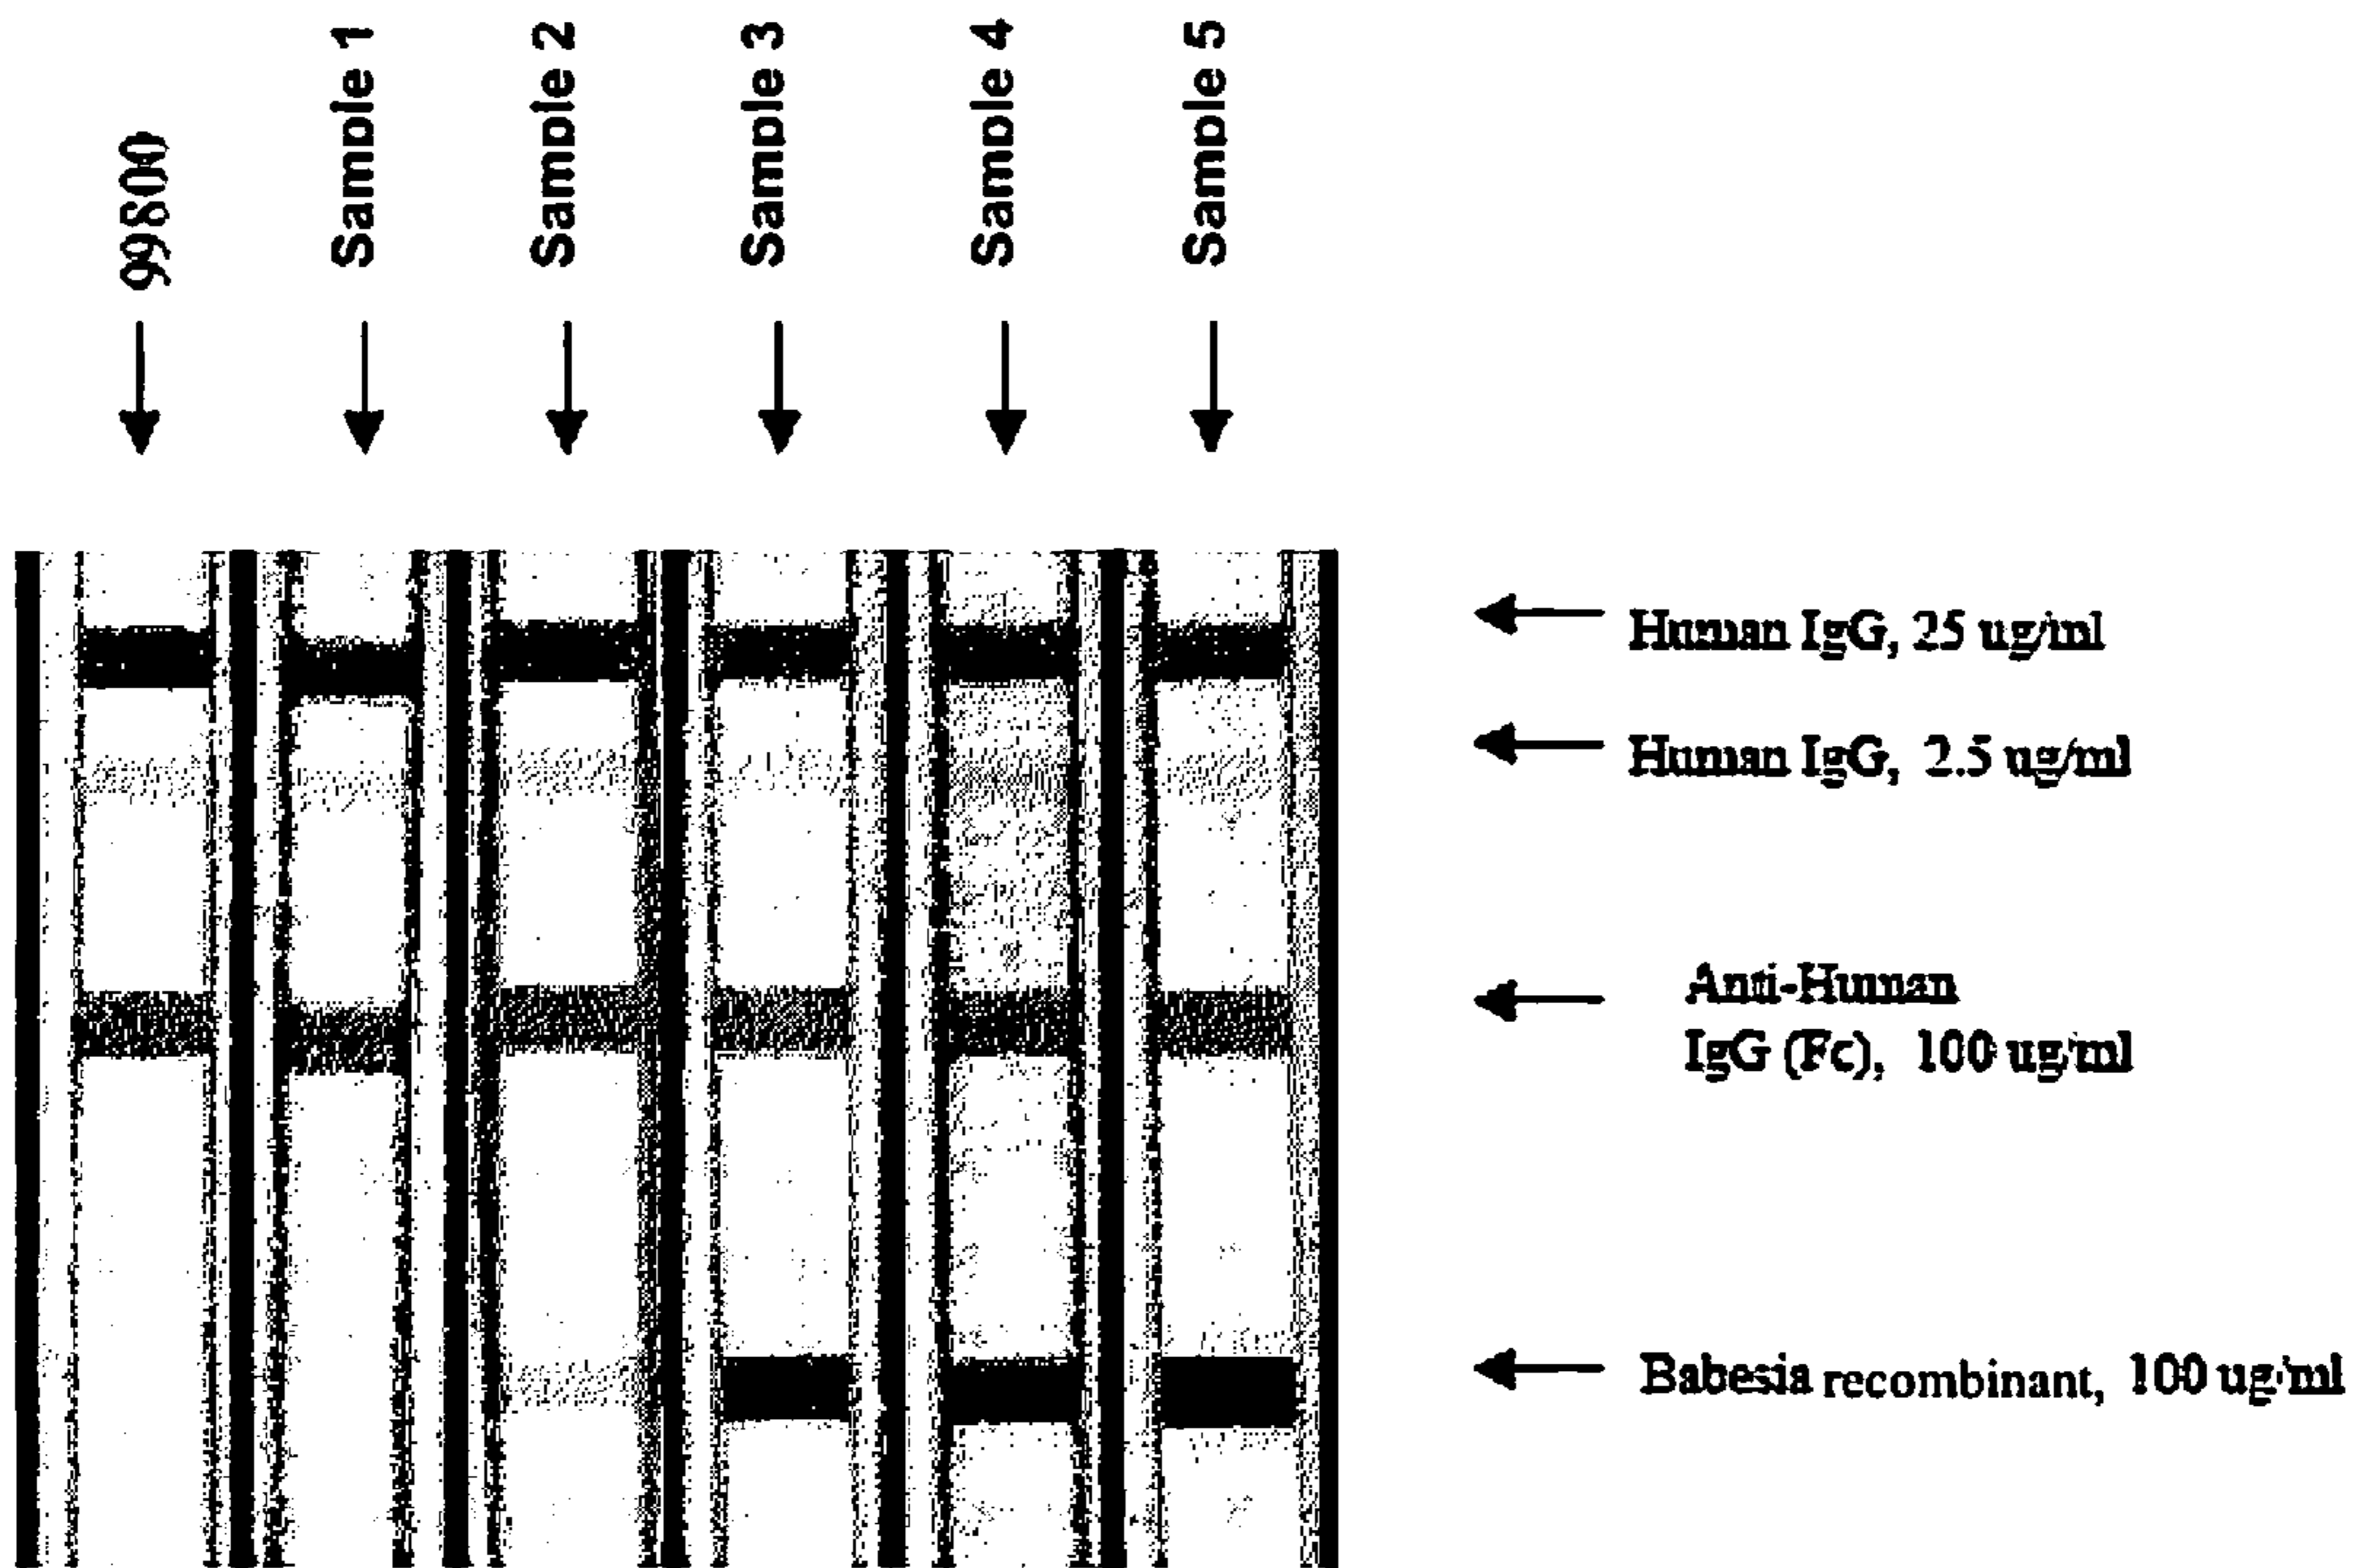 99800
Sample 1
Sample 2
Sample 3
Sample 4
Sample 5
Human IgG, 25 ug/ml
Human IgG, 2.5 ug/ml
Anti-Human
IgG (Fc), 100 ug/ml
Babesia recombinant, 100 ug/ml